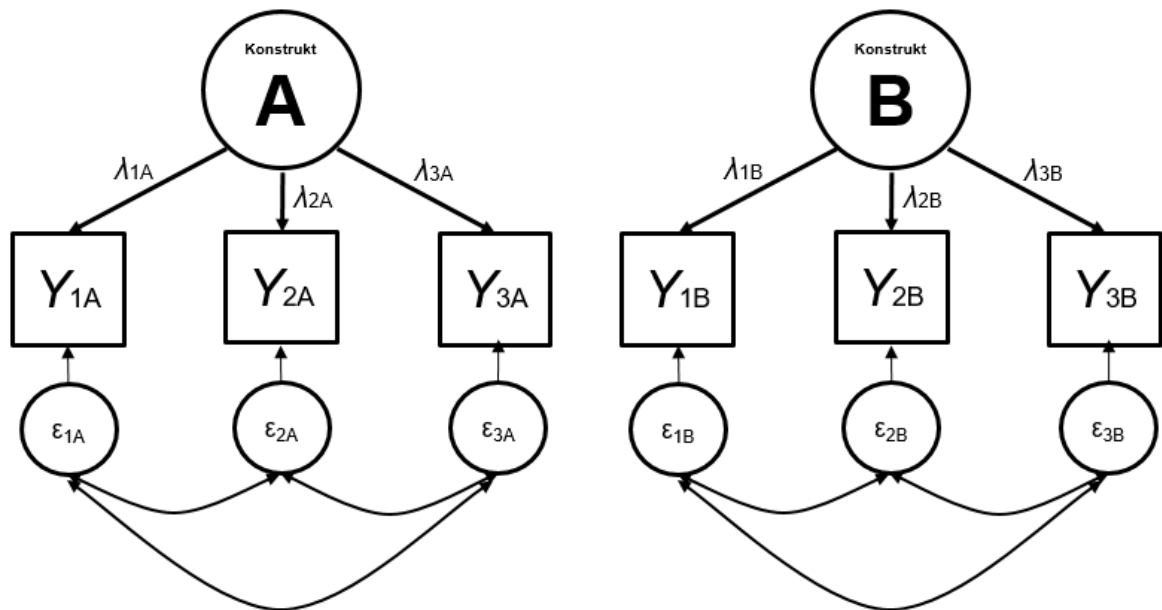 Konstrukt
A
λ1A
λ2A
λ3A
Y1A
Y2A
Y3A
ε1A
ε2A
ε3A
Konstrukt
B
λ1B
λ2B
λ3B
Y1B
Y2B
Y3B
ε1B
ε2B
ε3B